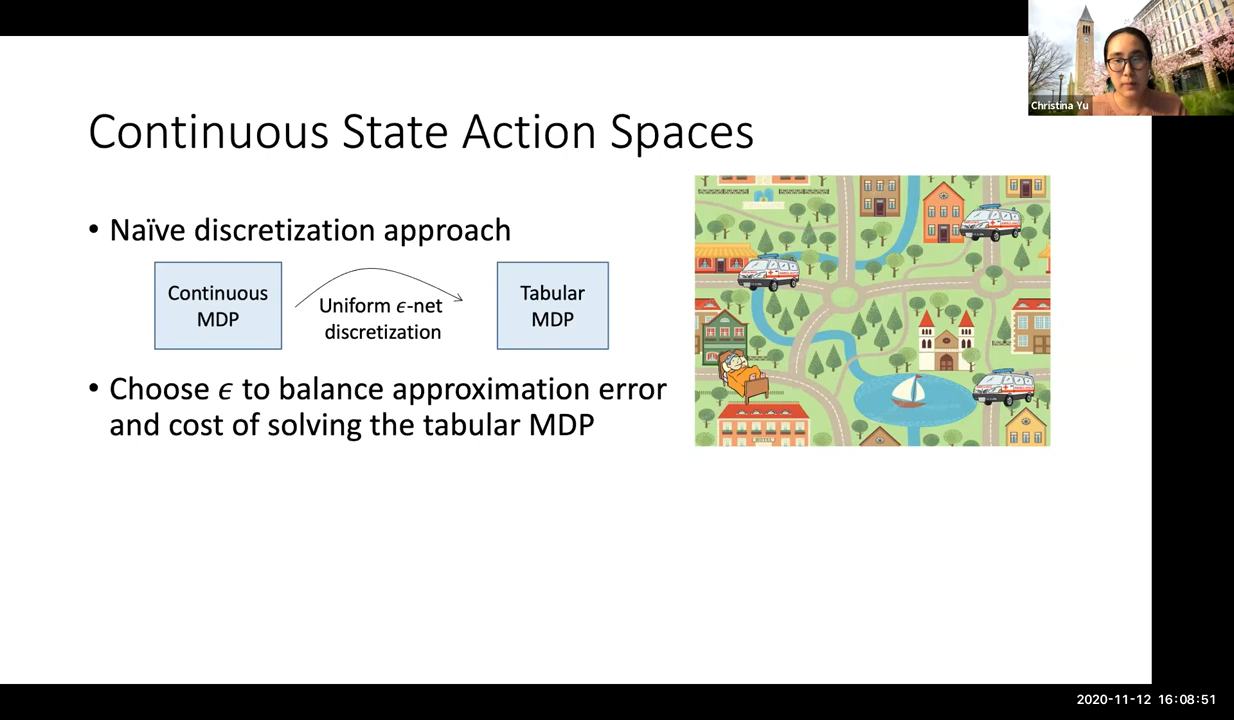 Christina Yu
Continuous State Action Spaces
• Naïve discretization approach
Continuous
MDP
Uniform ϵ-net
discretization
Tabular
MDP
• Choose ϵ to balance approximation error
and cost of solving the tabular MDP
HOTEL
2020-11-12 16:08:51